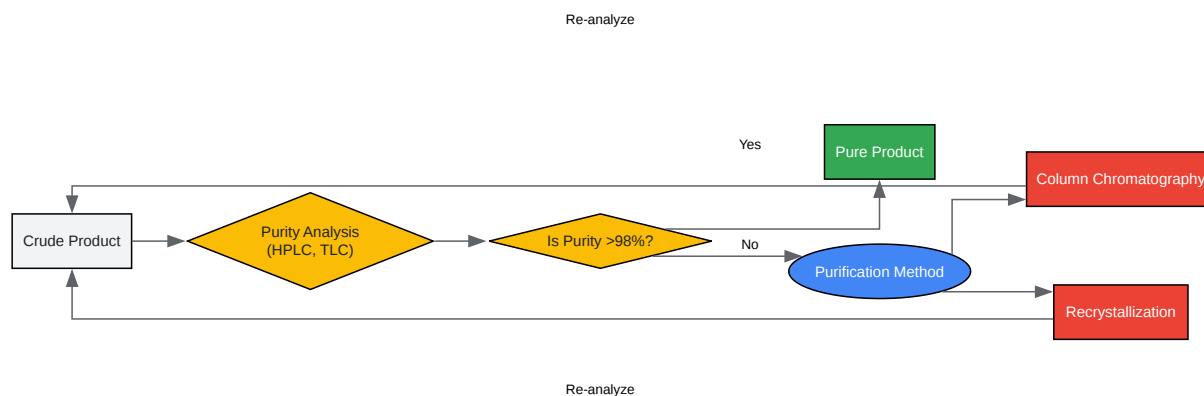 Re-analyze
Yes
Pure Product
Column Chromatography
Crude Product
Purity Analysis
(HPLC, TLC)
Is Purity >98%?
No
Purification Method
Recrystallization
Re-analyze